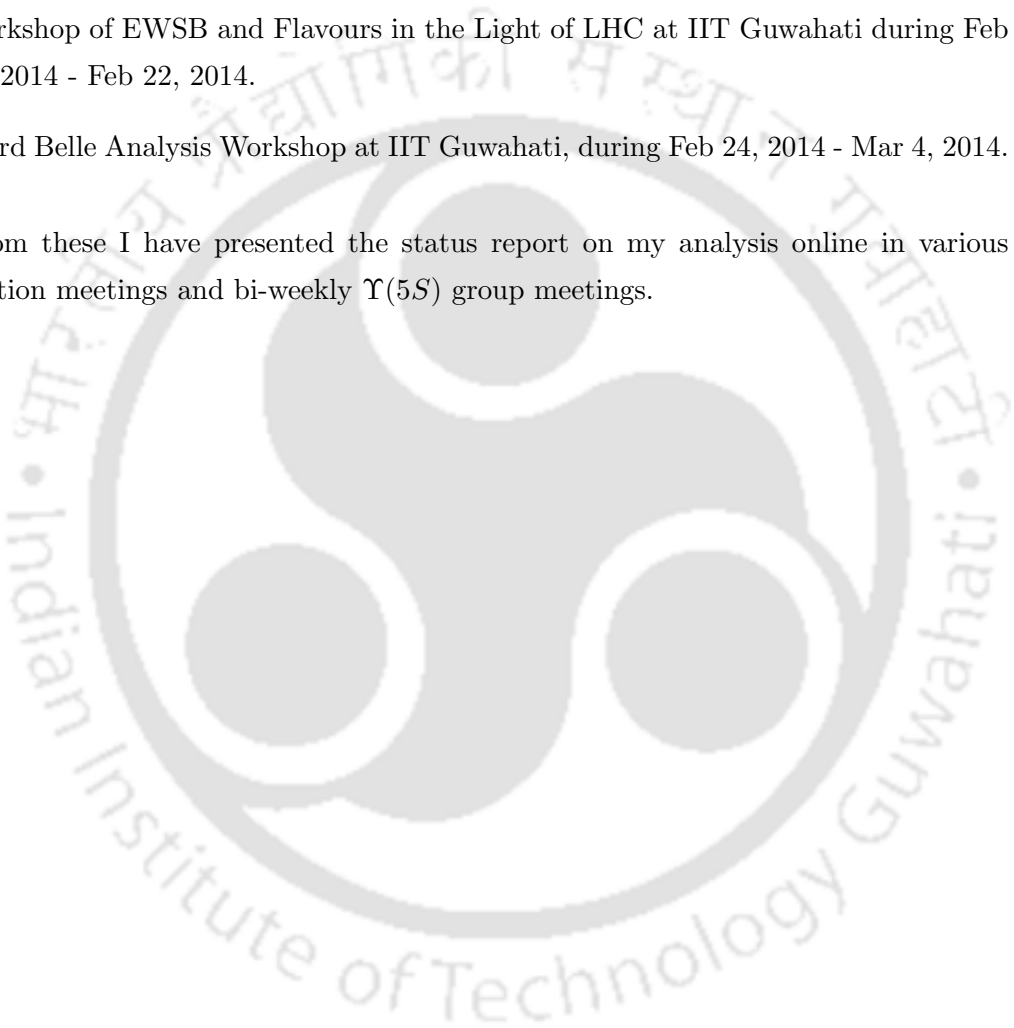 rkshop of EWSB and Flavours in the Light of LHC at IIT Guwahati during Feb
2014 - Feb 22, 2014.
rd Belle Analysis Workshop at IIT Guwahati, during Feb 24, 2014 - Mar 4, 2014.
om these I have presented the status report on my analysis online in various
tion meetings and bi-weekly Υ(5S) group meetings.
भारतीय प्रौद्योगिकी संस्थान गुवाहाटी
Indian Institute of Technology Guwahati